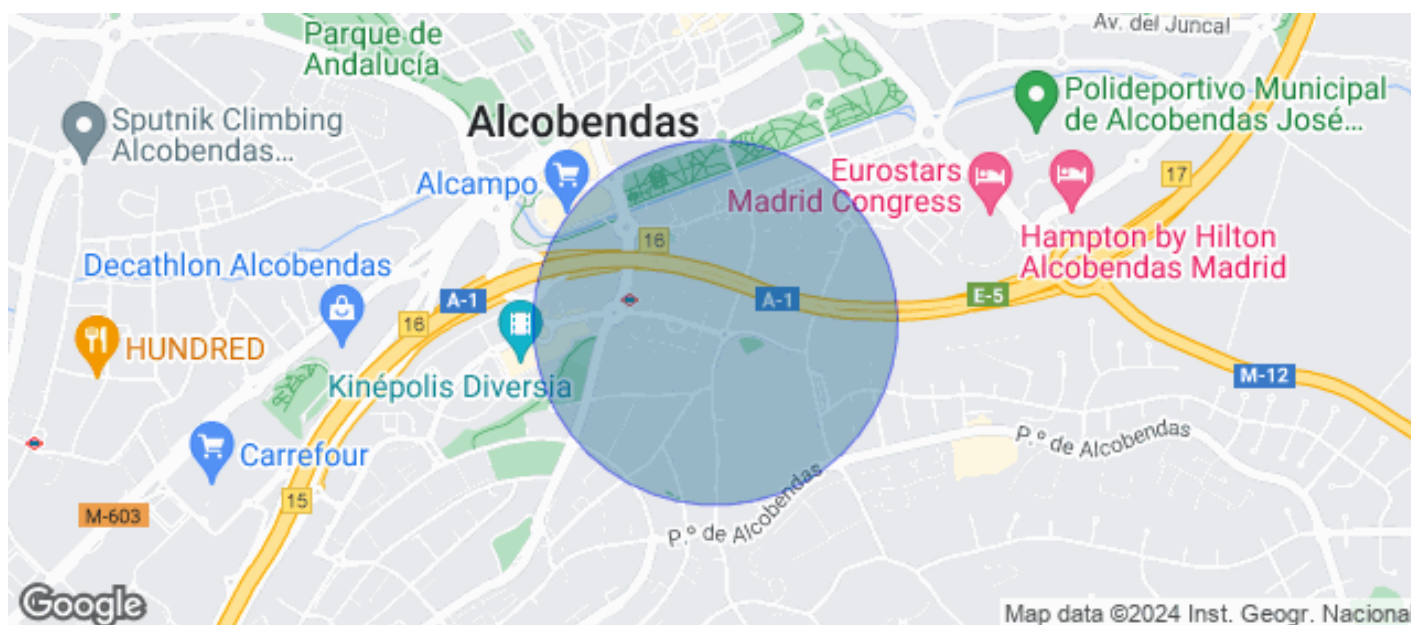 Parque de
Andalucía
Av. del Juncal
Sputnik Climbing
Alcobendas...
Alcobendas
Polideportivo Municipal
de Alcobendas José...
Alcampo
Eurostars
Madrid Congress
17
16
Hampton by Hilton
Alcobendas Madrid
Decathlon Alcobendas
A-1
A-1
E-5
16
HUNDRED
Kinépolis Diversia
M-12
P.º de Alcobendas
Carrefour
15
M-603
P.º de Alcobendas
Google
Map data ©2024 Inst. Geogr. Nacional